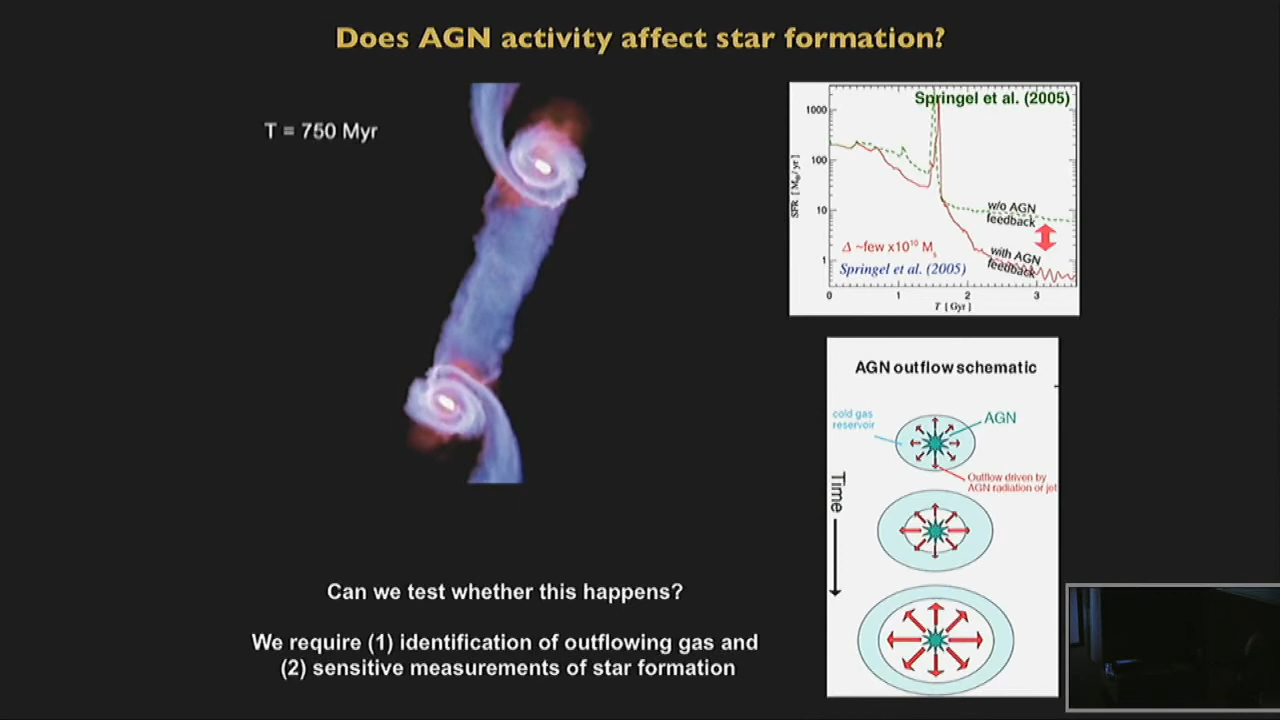 Does AGN activity affect star formation?
T = 750 Myr
Springel et al. (2005)
1000
100
10
1
SFR [ M☉/ yr]
w/o AGN
feedback
with AGN
feedback
Δ ~few x10¹⁰ Mₛ
Springel et al. (2005)
0
1
2
3
T [ Gyr ]
AGN outflow schematic
cold gas
reservoir
AGN
Outflow driven by
AGN radiation or jet
Time
Can we test whether this happens?
We require (1) identification of outflowing gas and
(2) sensitive measurements of star formation